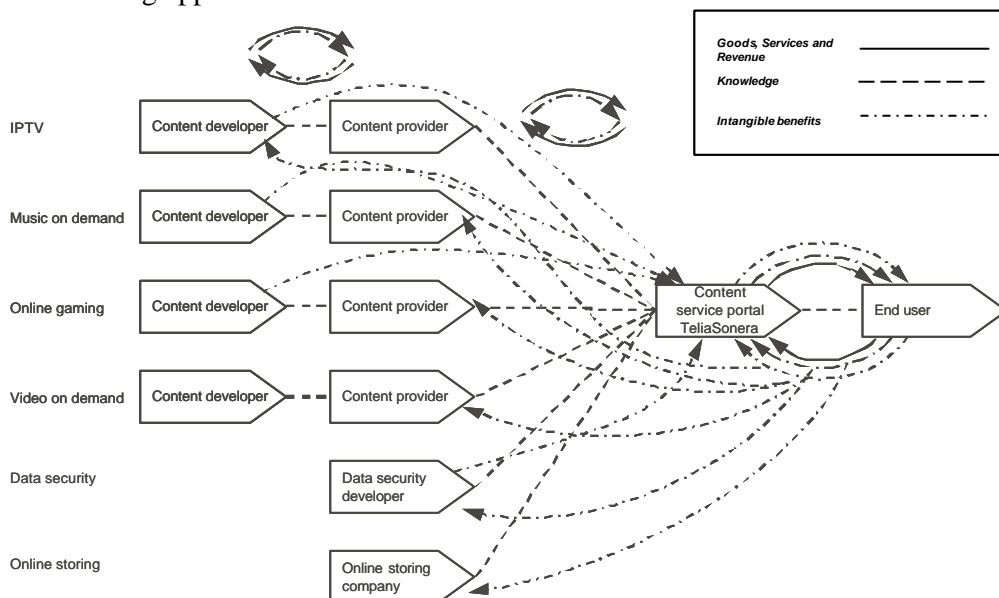 Goods, Services and
Revenue
Knowledge
Intangible benefits
IPTV
Content developer
Content provider
Music on demand
Content developer
Content provider
Online gaming
Content developer
Content provider
Content
service portal
TeliaSonera
End user
Video on demand
Content developer
Content provider
Data security
Data security
developer
Online storing
Online storing
company